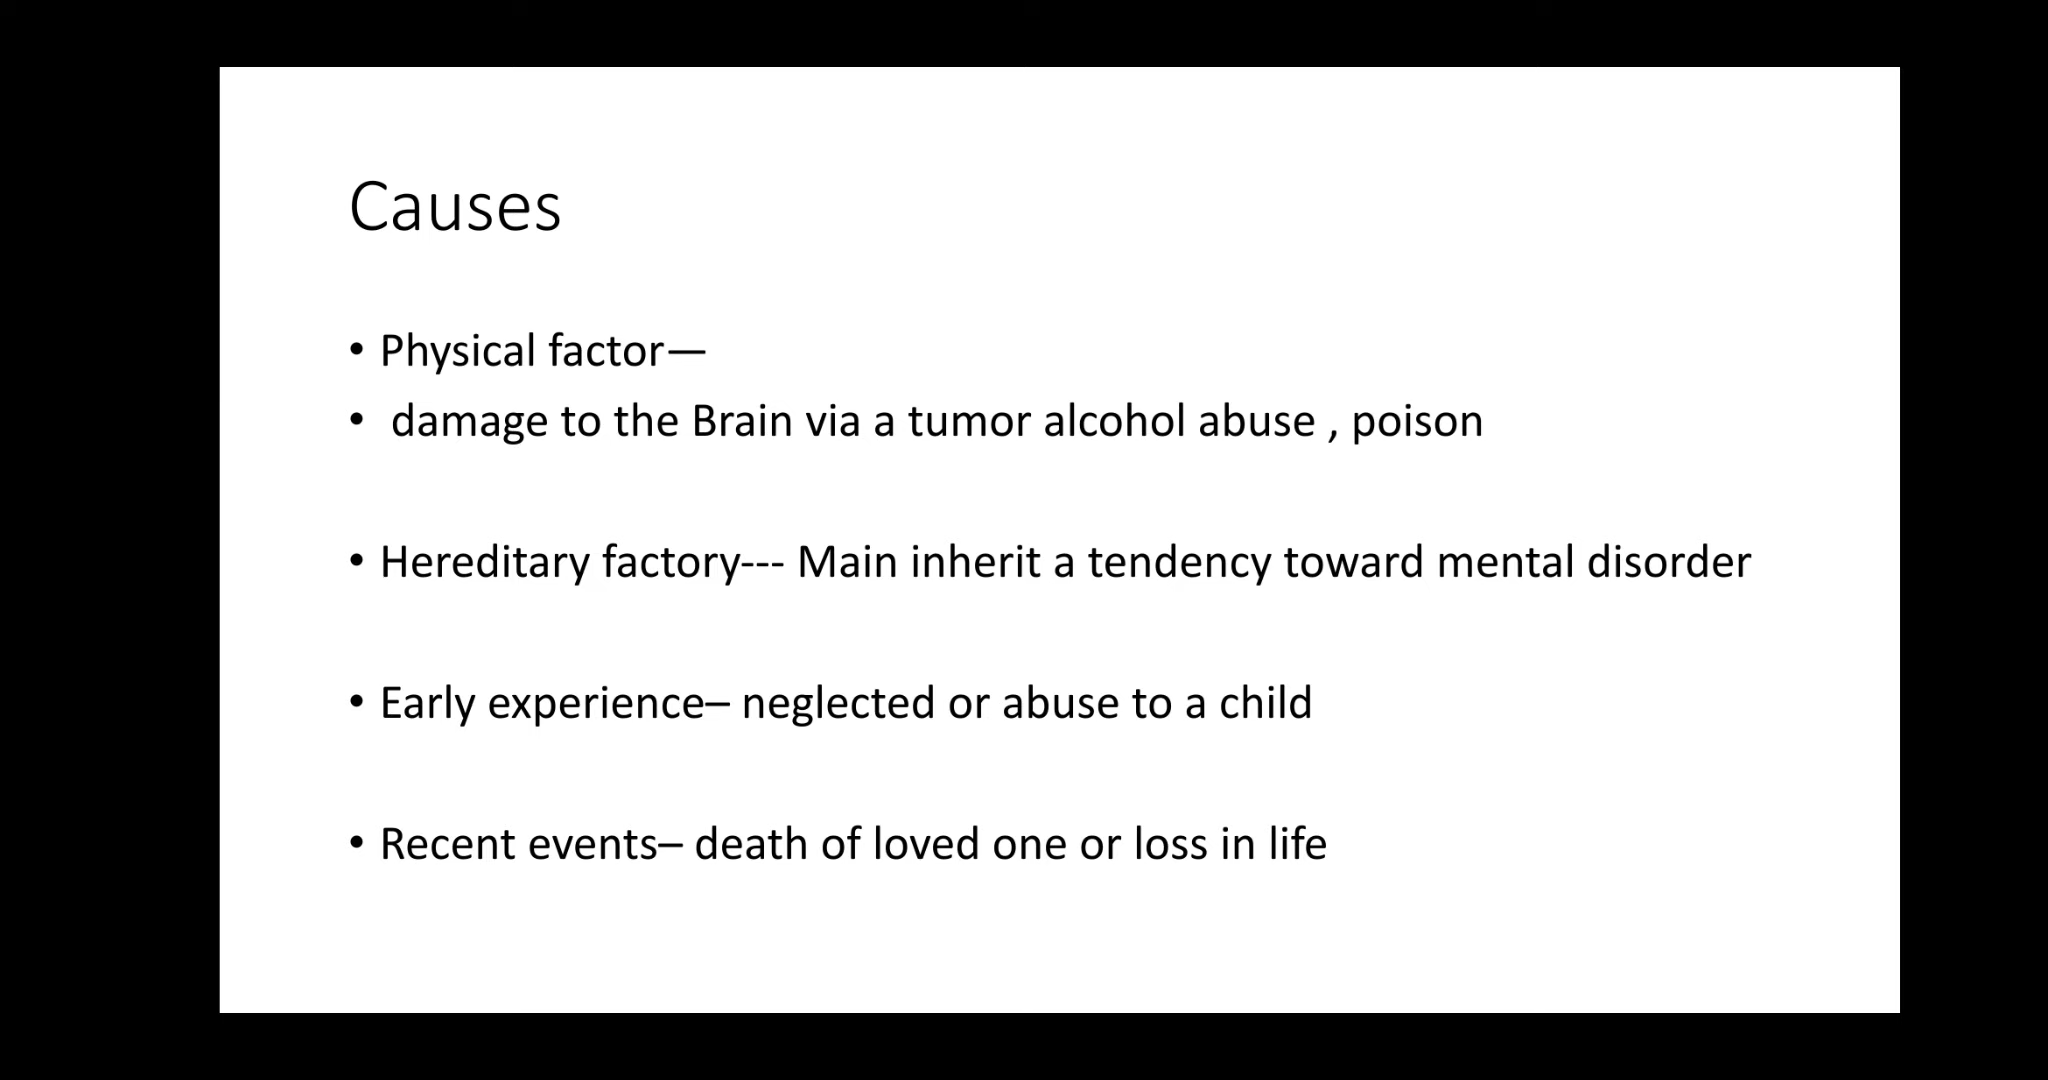 Causes
• Physical factor—
• damage to the Brain via a tumor alcohol abuse , poison
• Hereditary factory--- Main inherit a tendency toward mental disorder
• Early experience– neglected or abuse to a child
• Recent events– death of loved one or loss in life